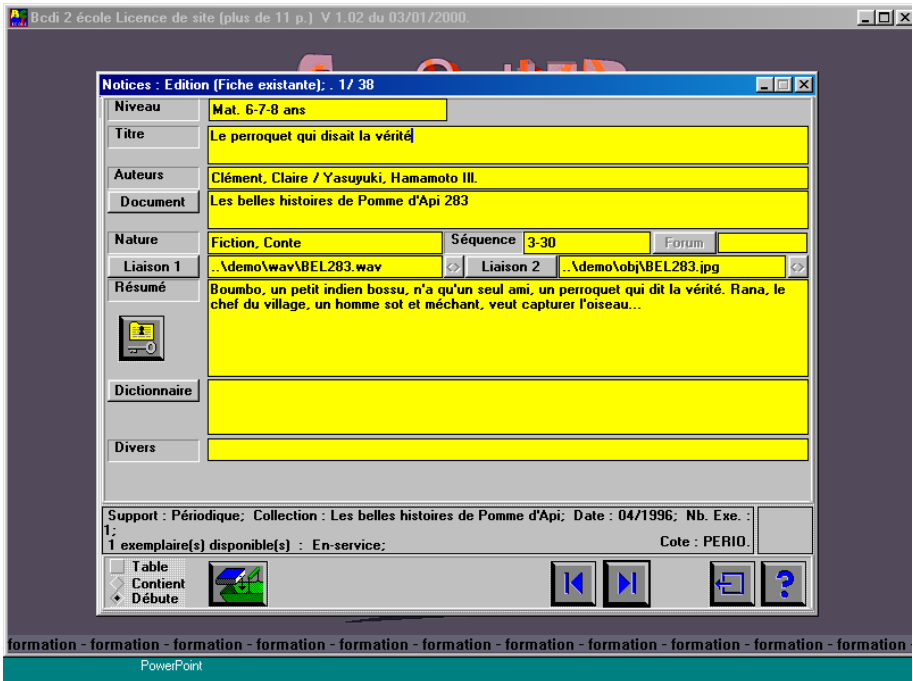 Bcdi 2 école Licence de site (plus de 11 p.) V 1.02 du 03/01/2000.
Notices : Edition (Fiche existante); . 1/ 38
Niveau Mat. 6-7-8 ans
Titre Le perroquet qui disait la vérité
Auteurs Clément, Claire / Yasuyuki, Hamamoto Ill.
Document Les belles histoires de Pomme d'Api 283
Nature Fiction, Conte Séquence 3-30 Forum
Liaison 1 ..\demo\wav\BEL283.wav <> Liaison 2 ..\demo\obj\BEL283.jpg <>
Résumé Boumbo, un petit indien bossu, n'a qu'un seul ami, un perroquet qui dit la vérité. Rana, le
chef du village, un homme sot et méchant, veut capturer l'oiseau...
Dictionnaire
Divers
Support : Périodique; Collection : Les belles histoires de Pomme d'Api; Date : 04/1996; Nb. Exe. :
1;
1 exemplaire(s) disponible(s) : En-service; Cote : PERIO.
Table
Contient
Débute
formation - formation - formation - formation - formation - formation - formation - formation - formation - formation - formation -
PowerPoint